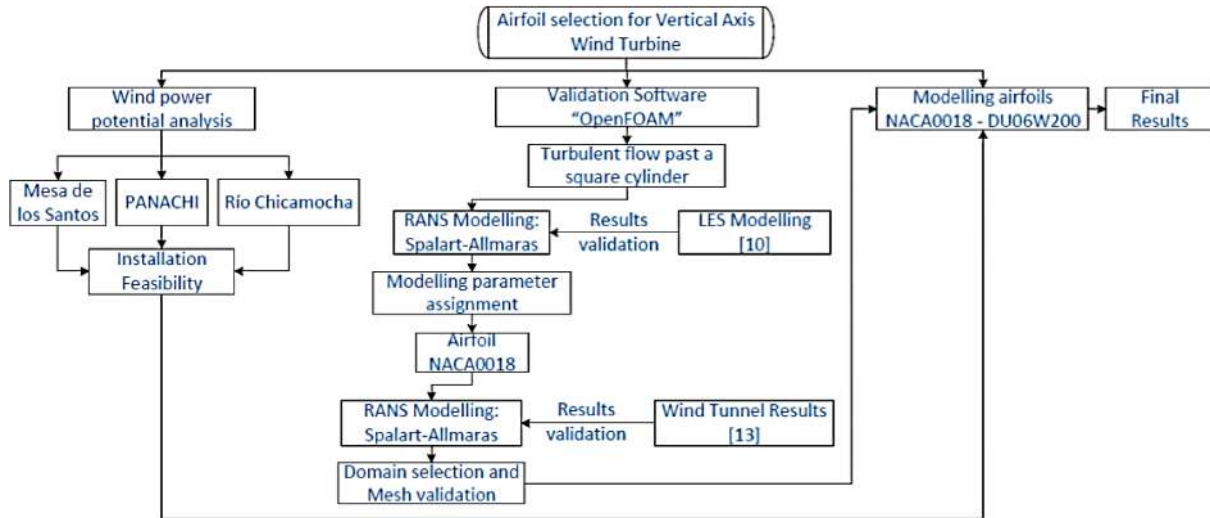 Airfoil selection for Vertical Axis
Wind Turbine
Wind power
potential analysis
Validation Software
"OpenFOAM"
Modelling airfoils
NACA0018 - DU06W200
Final
Results
Turbulent flow past a
square cylinder
Mesa de
los Santos
PANACHI
Río Chicamocha
RANS Modelling:
Spalart-Allmaras
Results
validation
LES Modelling
[10]
Installation
Feasibility
Modelling parameter
assignment
Airfoil
NACA0018
RANS Modelling:
Spalart-Allmaras
Results
validation
Wind Tunnel Results
[13]
Domain selection and
Mesh validation